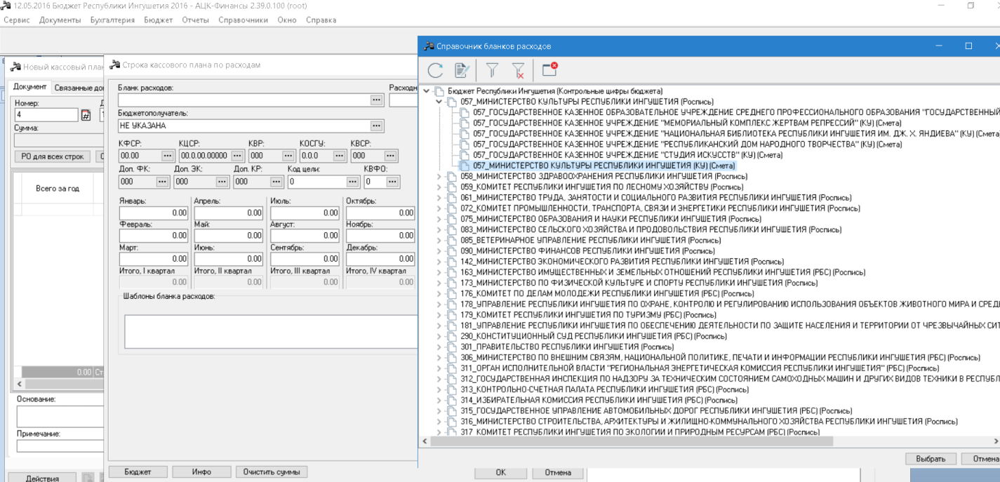 12.05.2016 Бюджет Республики Ингушетия 2016 - АЦК-Финансы 2.39.0.100 (root)
Сервис Документы Бухгалтерия Бюджет Отчеты Справочники Окно Справка
Новый кассовый план
Документ Связанные
Номер:
4
Сумма:
РО для всех строк
Всего за год
0.00
Основание:
Примечание:
Действия
Строка кассового плана по расходам
Бланк расходов:
Бюджетополучатель:
НЕ УКАЗАНА
КФСР: КЦСР: КВР: КОСГУ: КВСР:
00.00 ... 00.0.00.00000 ... 000 ... 0.0.0 ... 000 ...
Доп. ФК: Доп. ЭК: Доп. КР: Код цели: КВФО:
000 ... 000 ... 000 ... 0 ... 0 ...
Январь: Апрель: Июль: Октябрь:
0.00 0.00 0.00 0.00
Февраль: Май: Август: Ноябрь:
0.00 0.00 0.00 0.00
Март: Июнь: Сентябрь: Декабрь:
0.00 0.00 0.00 0.00
Итого, I квартал Итого, II квартал Итого, III квартал Итого, IV квартал
0.00 0.00 0.00 0.00
Шаблоны бланка расходов:
Бюджет Инфо Очистить суммы OK Отмена
Справочник бланков расходов
Бюджет Республики Ингушетия (Контрольные цифры бюджета)
057_МИНИСТЕРСТВО КУЛЬТУРЫ РЕСПУБЛИКИ ИНГУШЕТИЯ (Роспись)
057_ГОСУДАРСТВЕННОЕ КАЗЕННОЕ ОБРАЗОВАТЕЛЬНОЕ УЧРЕЖДЕНИЕ СРЕДНЕГО ПРОФЕССИОНАЛЬНОГО ОБРАЗОВАНИЯ "ГОСУДАРСТВЕННЫЙ
057_ГОСУДАРСТВЕННОЕ КАЗЕННОЕ УЧРЕЖДЕНИЕ "МЕМОРИАЛЬНЫЙ КОМПЛЕКС ЖЕРТВАМ РЕПРЕССИЙ" (КУ) (Смета)
057_ГОСУДАРСТВЕННОЕ КАЗЕННОЕ УЧРЕЖДЕНИЕ "НАЦИОНАЛЬНАЯ БИБЛИОТЕКА РЕСПУБЛИКИ ИНГУШЕТИЯ ИМ. ДЖ. Х. ЯНДИЕВА" (КУ) (Смета
057_ГОСУДАРСТВЕННОЕ КАЗЕННОЕ УЧРЕЖДЕНИЕ "РЕСПУБЛИКАНСКИЙ ДОМ НАРОДНОГО ТВОРЧЕСТВА" (КУ) (Смета)
057_ГОСУДАРСТВЕННОЕ КАЗЕННОЕ УЧРЕЖДЕНИЕ "СТУДИЯ ИСКУССТВ" (КУ) (Смета)
057_МИНИСТЕРСТВО КУЛЬТУРЫ РЕСПУБЛИКИ ИНГУШЕТИЯ (КУ) (Смета)
058_МИНИСТЕРСТВО ЗДРАВООХРАНЕНИЯ РЕСПУБЛИКИ ИНГУШЕТИЯ (Роспись)
059_КОМИТЕТ РЕСПУБЛИКИ ИНГУШЕТИЯ ПО ЛЕСНОМУ ХОЗЯЙСТВУ (Роспись)
061_МИНИСТЕРСТВО ТРУДА, ЗАНЯТОСТИ И СОЦИАЛЬНОГО РАЗВИТИЯ РЕСПУБЛИКИ ИНГУШЕТИЯ (Роспись)
072_КОМИТЕТ ПРОМЫШЛЕННОСТИ, ТРАНСПОРТА, СВЯЗИ И ЭНЕРГЕТИКИ РЕСПУБЛИКИ ИНГУШЕТИЯ (Роспись)
075_МИНИСТЕРСТВО ОБРАЗОВАНИЯ И НАУКИ РЕСПУБЛИКИ ИНГУШЕТИЯ (Роспись)
083_МИНИСТЕРСТВО СЕЛЬСКОГО ХОЗЯЙСТВА И ПРОДОВОЛЬСТВИЯ РЕСПУБЛИКИ ИНГУШЕТИЯ (Роспись)
085_ВЕТЕРИНАРНОЕ УПРАВЛЕНИЕ РЕСПУБЛИКИ ИНГУШЕТИЯ (Роспись)
090_МИНИСТЕРСТВО ФИНАНСОВ РЕСПУБЛИКИ ИНГУШЕТИЯ (Роспись)
142_МИНИСТЕРСТВО ЭКОНОМИЧЕСКОГО РАЗВИТИЯ РЕСПУБЛИКИ ИНГУШЕТИЯ (Роспись)
163_МИНИСТЕРСТВО ИМУЩЕСТВЕННЫХ И ЗЕМЕЛЬНЫХ ОТНОШЕНИЙ РЕСПУБЛИКИ ИНГУШЕТИЯ (РБС) (Роспись)
173_МИНИСТЕРСТВО ПО ФИЗИЧЕСКОЙ КУЛЬТУРЕ И СПОРТУ РЕСПУБЛИКИ ИНГУШЕТИЯ (Роспись)
176_КОМИТЕТ ПО ДЕЛАМ МОЛОДЕЖИ РЕСПУБЛИКИ ИНГУШЕТИЯ (РБС) (Роспись)
178_УПРАВЛЕНИЕ РЕСПУБЛИКИ ИНГУШЕТИЯ ПО ОХРАНЕ, КОНТРОЛЮ И РЕГУЛИРОВАНИЮ ИСПОЛЬЗОВАНИЯ ОБЪЕКТОВ ЖИВОТНОГО МИРА И СРЕД
179_КОМИТЕТ РЕСПУБЛИКИ ИНГУШЕТИЯ ПО ТУРИЗМУ (РБС) (Роспись)
181_УПРАВЛЕНИЕ РЕСПУБЛИКИ ИНГУШЕТИЯ ПО ОБЕСПЕЧЕНИЮ ДЕЯТЕЛЬНОСТИ ПО ЗАЩИТЕ НАСЕЛЕНИЯ И ТЕРРИТОРИИ ОТ ЧРЕЗВЫЧАЙНЫХ СИТ
290_КОНСТИТУЦИОННЫЙ СУД РЕСПУБЛИКИ ИНГУШЕТИЯ (РБС) (Роспись)
301_ПРАВИТЕЛЬСТВО РЕСПУБЛИКИ ИНГУШЕТИЯ (Роспись)
306_МИНИСТЕРСТВО ПО ВНЕШНИМ СВЯЗЯМ, НАЦИОНАЛЬНОЙ ПОЛИТИКЕ, ПЕЧАТИ И ИНФОРМАЦИИ РЕСПУБЛИКИ ИНГУШЕТИЯ (РБС) (Роспись)
311_ОРГАН ИСПОЛНИТЕЛЬНОЙ ВЛАСТИ "РЕГИОНАЛЬНАЯ ЭНЕРГЕТИЧЕСКАЯ КОМИССИЯ РЕСПУБЛИКИ ИНГУШЕТИЯ" (РБС) (Роспись)
312_ГОСУДАРСТВЕННАЯ ИНСПЕКЦИЯ ПО НАДЗОРУ ЗА ТЕХНИЧЕСКИМ СОСТОЯНИЕМ САМОХОДНЫХ МАШИН И ДРУГИХ ВИДОВ ТЕХНИКИ В РЕСПУБЛ
313_КОНТРОЛЬНО-СЧЕТНАЯ ПАЛАТА РЕСПУБЛИКИ ИНГУШЕТИЯ (РБС) (Роспись)
314_ИЗБИРАТЕЛЬНАЯ КОМИССИЯ РЕСПУБЛИКИ ИНГУШЕТИЯ (РБС) (Роспись)
315_ГОСУДАРСТВЕННОЕ УПРАВЛЕНИЕ АВТОМОБИЛЬНЫХ ДОРОГ РЕСПУБЛИКИ ИНГУШЕТИЯ (РБС) (Роспись)
316_МИНИСТЕРСТВО СТРОИТЕЛЬСТВА, АРХИТЕКТУРЫ И ЖИЛИЩНО-КОММУНАЛЬНОГО ХОЗЯЙСТВА РЕСПУБЛИКИ ИНГУШЕТИЯ (Роспись)
317_КОМИТЕТ РЕСПУБЛИКИ ИНГУШЕТИЯ ПО ЭКОЛОГИИ И ПРИРОДНЫМ РЕСУРСАМ (РБС) (Роспись)
Выбрать Отмена